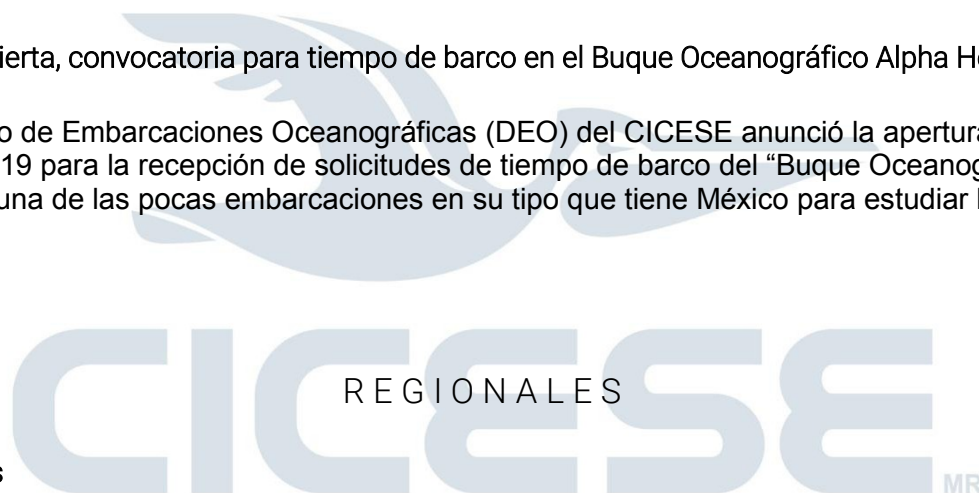 ierta, convocatoria para tiempo de barco en el Buque Oceanográfico Alpha He
o de Embarcaciones Oceanográficas (DEO) del CICESE anunció la apertura
19 para la recepción de solicitudes de tiempo de barco del “Buque Oceanog
una de las pocas embarcaciones en su tipo que tiene México para estudiar
REGIONALES
CICESE
s
MR